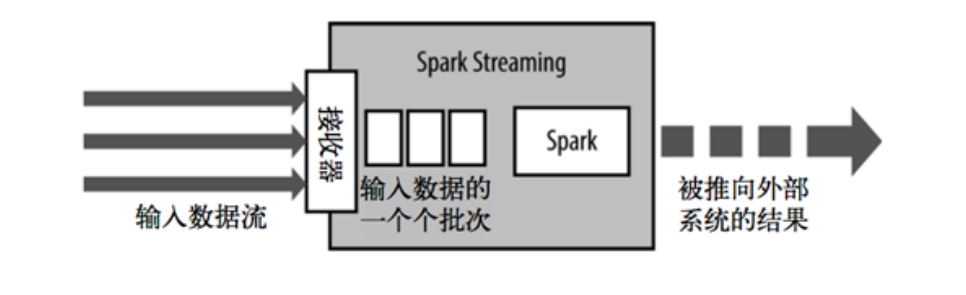 Spark Streaming
接收器
Spark
输入数据的
一个个批次
输入数据流
被推向外部
系统的结果